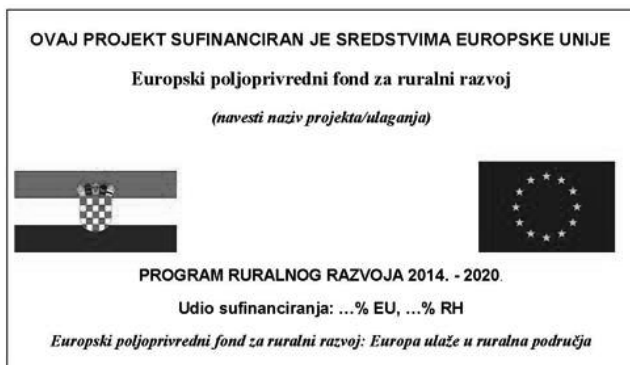 OVAJ PROJEKT SUFINANCIRAN JE SREDSTVIMA EUROPSKE UNIJE
Europski poljoprivredni fond za ruralni razvoj
(navesti naziv projekta/ulaganja)
PROGRAM RURALNOG RAZVOJA 2014. - 2020.
Udio sufinanciranja: ...% EU, ...% RH
Europski poljoprivredni fond za ruralni razvoj: Europa ulaže u ruralna područja